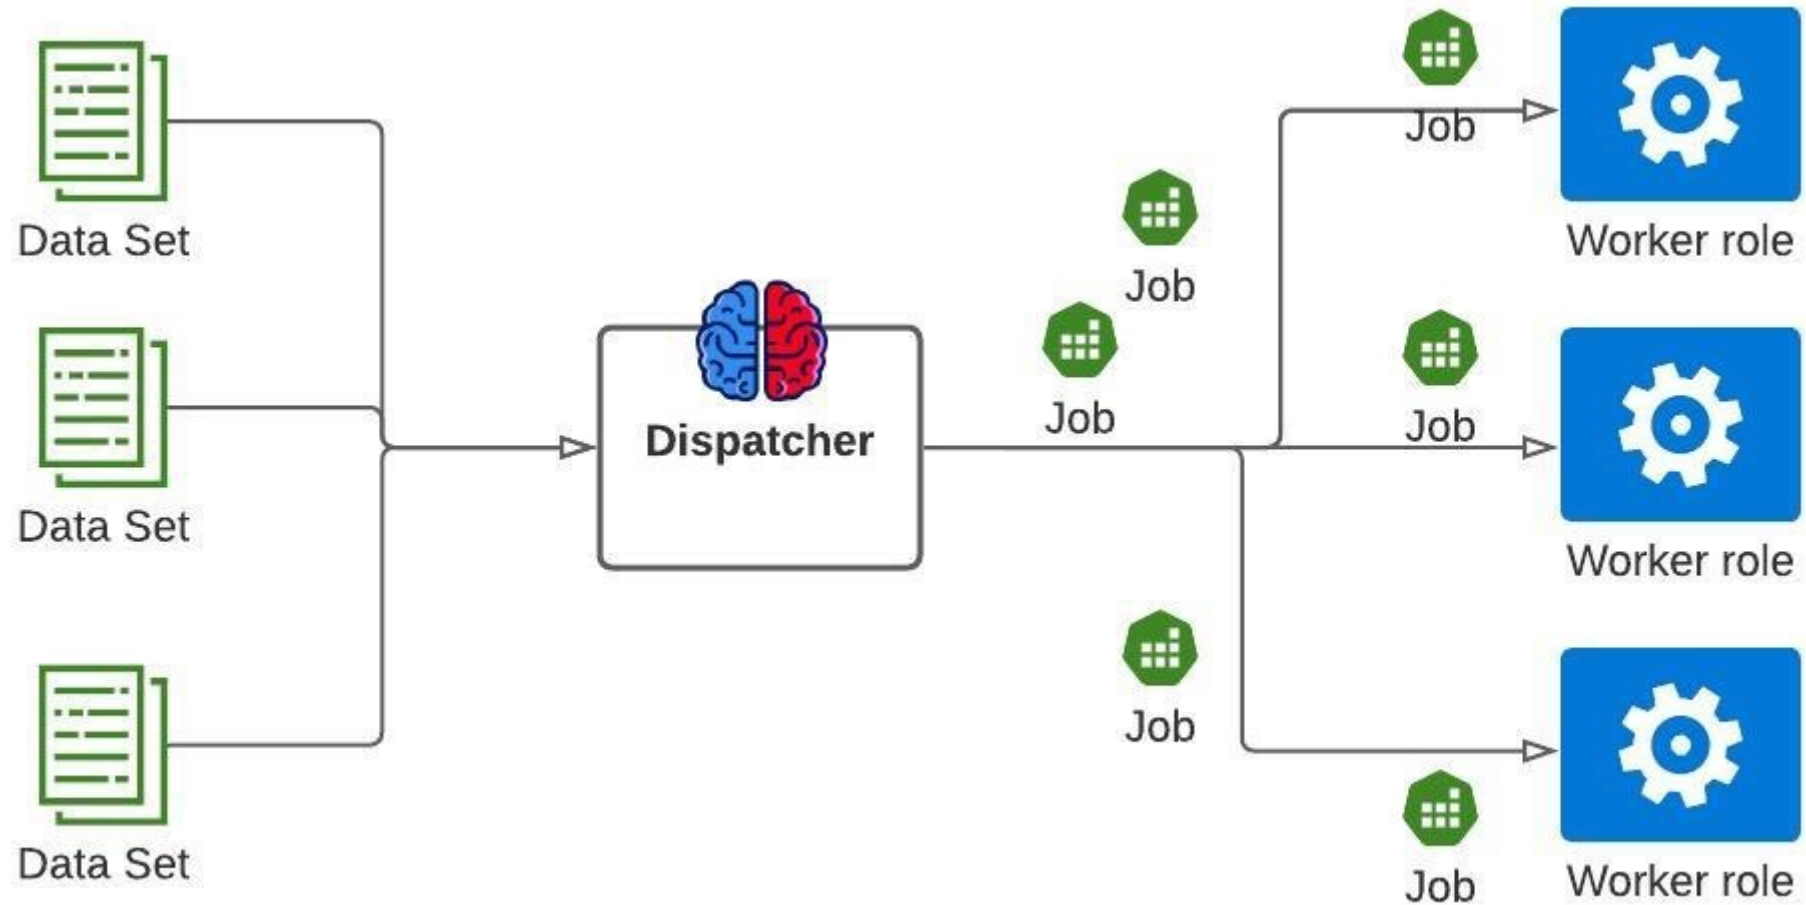 Job
Data Set
Worker role
Job
Job
Job
Dispatcher
Data Set
Worker role
Job
Data Set
Job
Worker role